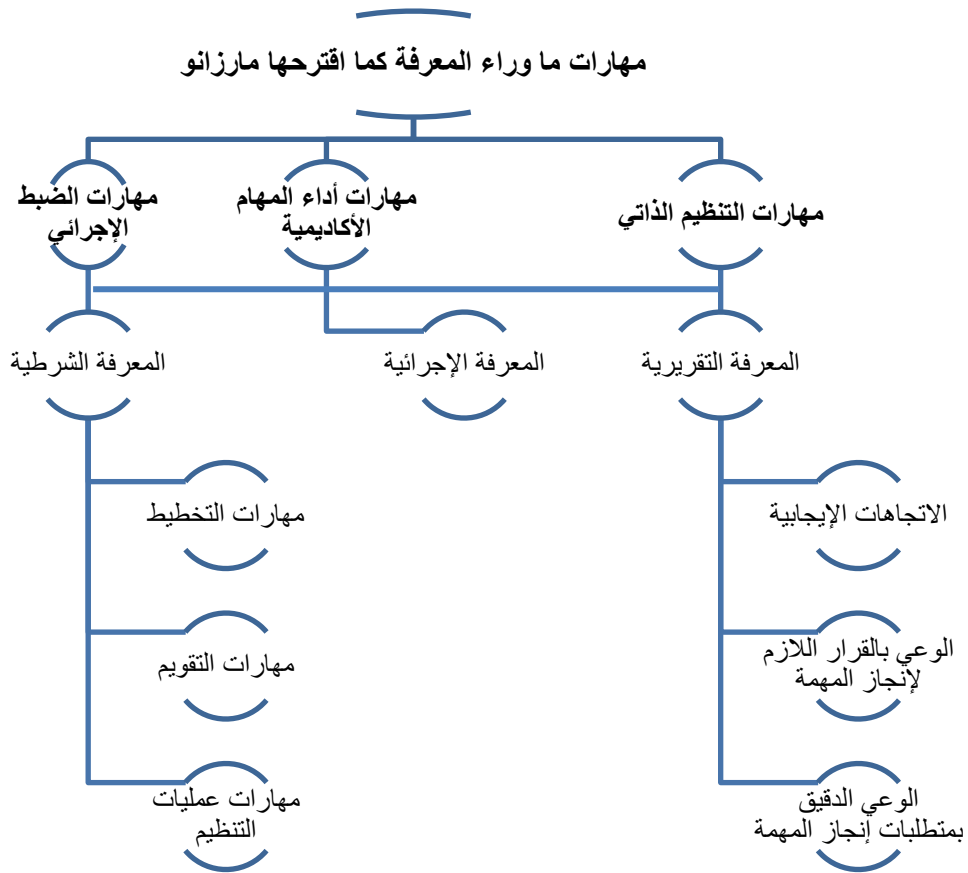 مهارات ما وراء المعرفة كما اقترحها مارزانو
مهارات التنظيم الذاتي
مهارات أداء المهام
الأكاديمية
مهارات الضبط
الإجرائي
المعرفة التقريرية
المعرفة الإجرائية
المعرفة الشرطية
الاتجاهات الإيجابية
الوعي بالقرار اللازم
لإنجاز المهمة
الوعي الدقيق
بمتطلبات إنجاز المهمة
مهارات التخطيط
مهارات التقويم
مهارات عمليات
التنظيم